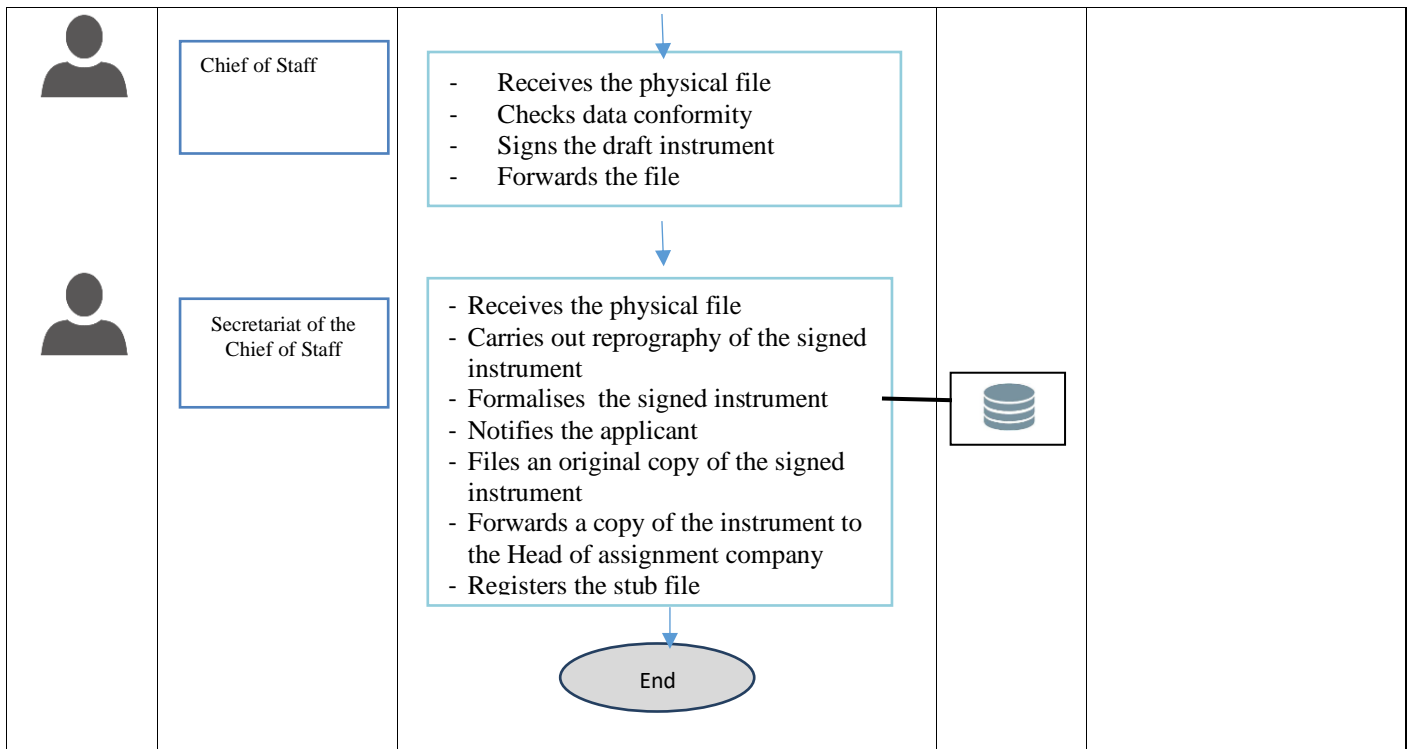 Chief of Staff
- Receives the physical file
- Checks data conformity
- Signs the draft instrument
- Forwards the file
Secretariat of the
Chief of Staff
- Receives the physical file
- Carries out reprography of the signed
instrument
- Formalises  the signed instrument
- Notifies the applicant
- Files an original copy of the signed
instrument
- Forwards a copy of the instrument to
the Head of assignment company
- Registers the stub file
End